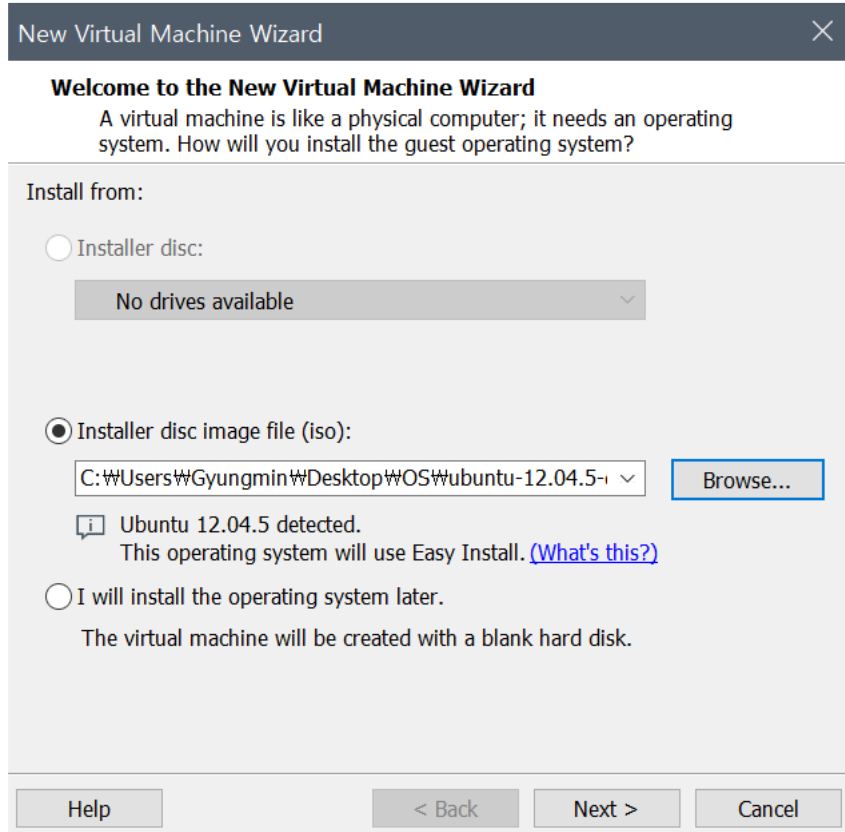 New Virtual Machine Wizard
Welcome to the New Virtual Machine Wizard
A virtual machine is like a physical computer; it needs an operating
system. How will you install the guest operating system?
Install from:
Installer disc:
No drives available
Installer disc image file (iso):
C:₩Users₩Gyungmin₩Desktop₩OS₩ubuntu-12.04.5-
Browse...
Ubuntu 12.04.5 detected.
This operating system will use Easy Install. (What's this?)
I will install the operating system later.
The virtual machine will be created with a blank hard disk.
Help
< Back
Next >
Cancel